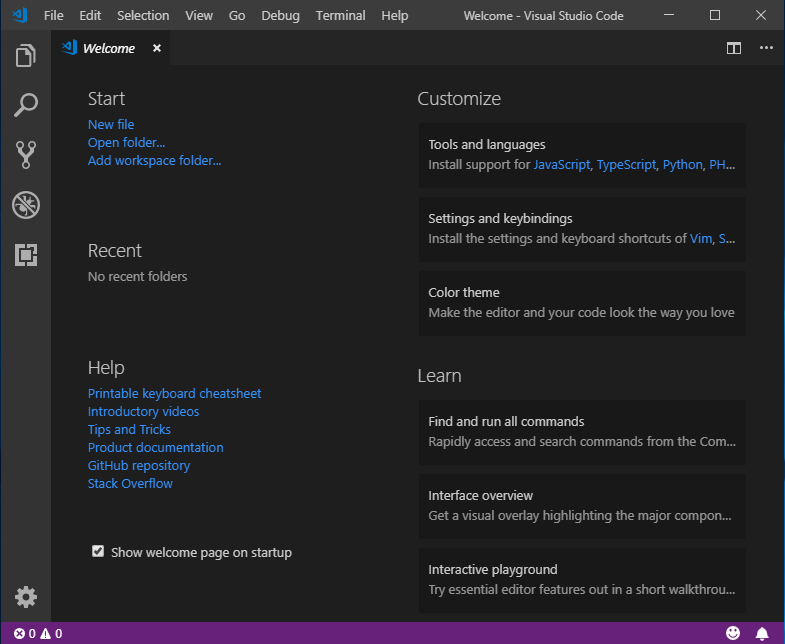 File Edit Selection View Go Debug Terminal Help Welcome - Visual Studio Code
Welcome
Start
New file
Open folder...
Add workspace folder...
Recent
No recent folders
Help
Printable keyboard cheatsheet
Introductory videos
Tips and Tricks
Product documentation
GitHub repository
Stack Overflow
Show welcome page on startup
Customize
Tools and languages
Install support for JavaScript, TypeScript, Python, PH...
Settings and keybindings
Install the settings and keyboard shortcuts of Vim, S...
Color theme
Make the editor and your code look the way you love
Learn
Find and run all commands
Rapidly access and search commands from the Com...
Interface overview
Get a visual overlay highlighting the major compon...
Interactive playground
Try essential editor features out in a short walkthrou...
0 0